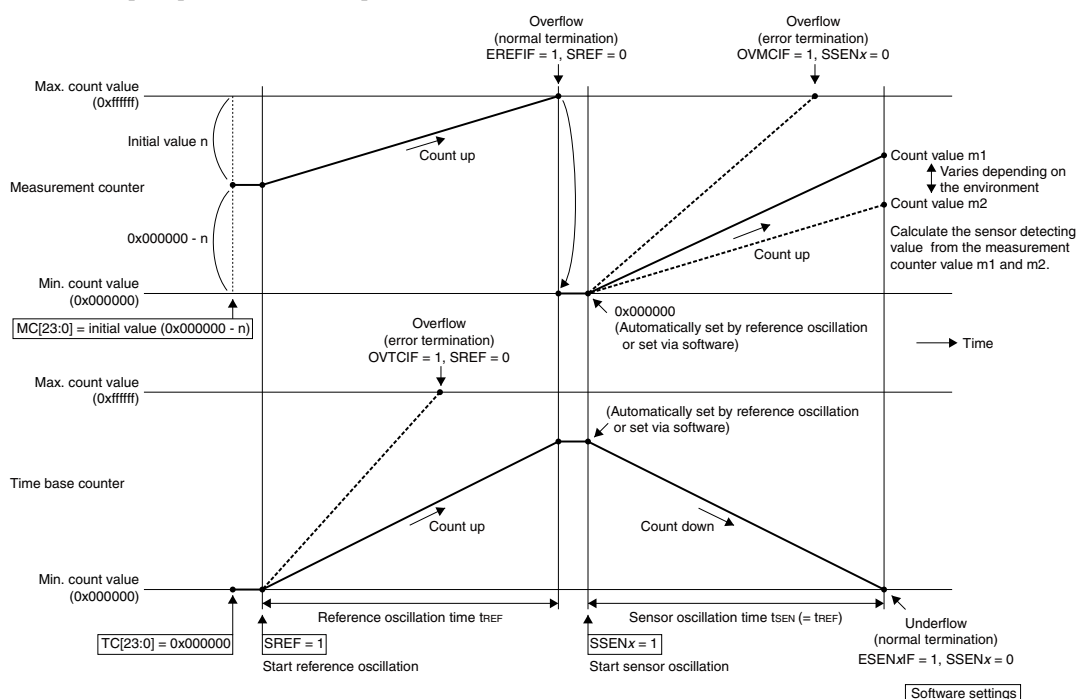 Overflow
(normal termination)
EREFIF = 1, SREF = 0
Overflow
(error termination)
OVMCIF = 1, SSENx = 0
Max. count value
(0xffffff)
Initial value n
Count up
Measurement counter
0x000000 - n
Count value m1
Varies depending on
the environment
Count value m2
Calculate the sensor detecting
value from the measurement
counter value m1 and m2.
Count up
Min. count value
(0x000000)
MC[23:0] = initial value (0x000000 - n)
0x000000
(Automatically set by reference oscillation
or set via software)
Time
Overflow
(error termination)
OVTCIF = 1, SREF = 0
Max. count value
(0xffffff)
(Automatically set by reference oscillation
or set via software)
Time base counter
Count up
Count down
Min. count value
(0x000000)
Reference oscillation time tREF
Sensor oscillation time tSEN (= tREF)
TC[23:0] = 0x000000
SREF = 1
Start reference oscillation
SSENx = 1
Start sensor oscillation
Underflow
(normal termination)
ESENxIF = 1, SSENx = 0
Software settings